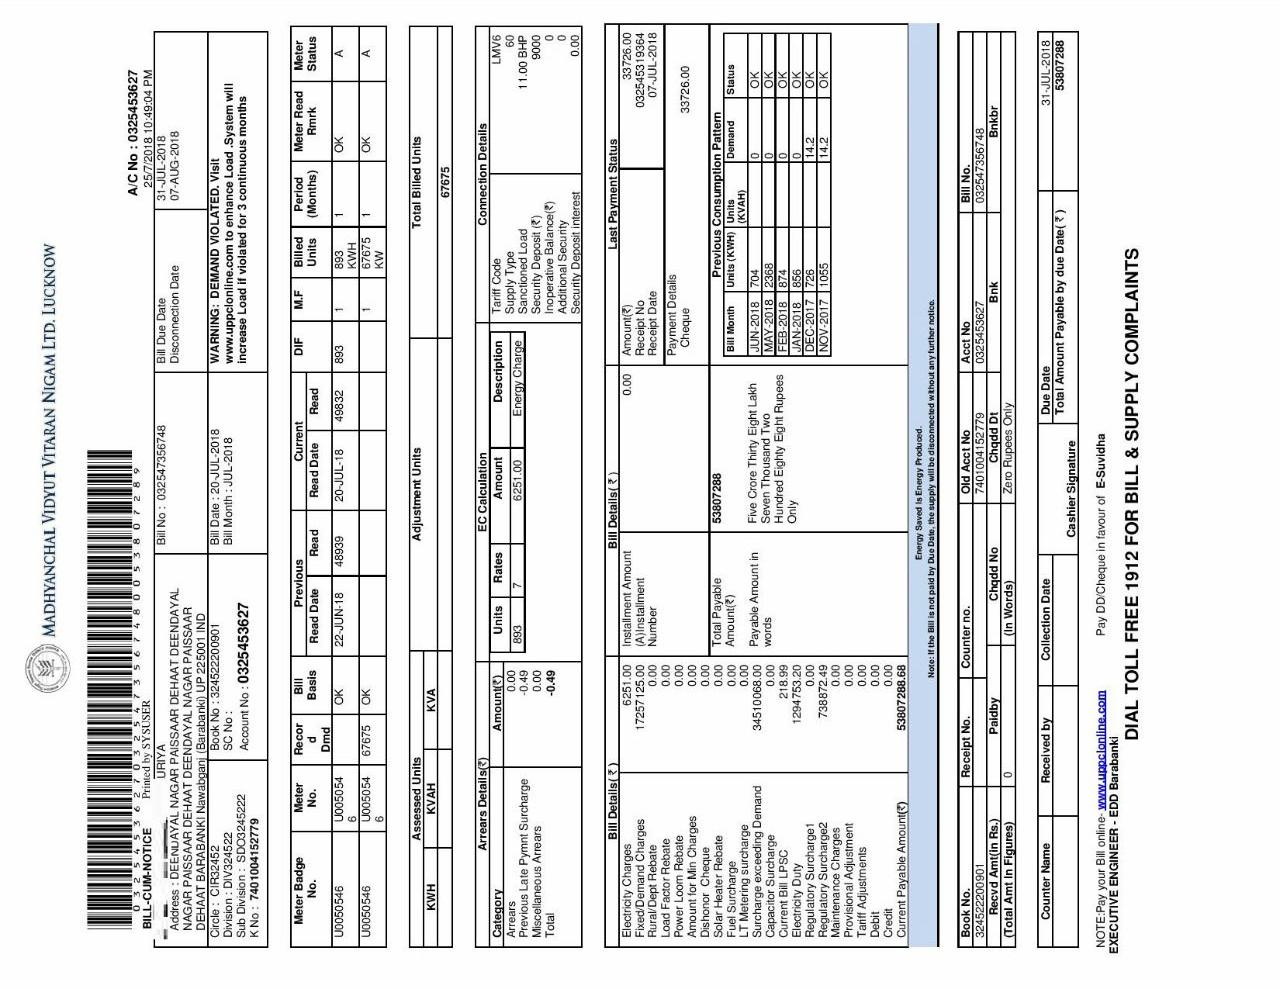 MADHYANCHAL VIDYUT VITARAN NIGAM LTD. LUCKNOW
0 3 2 5 4 5 3 6 2 7 0 3 2 5 4 7 3 5 6 7 4 8 0 0 5 3 8 0 7 2 8 9
A/C No : 0325453627
BILL-CUM-NOTICE Printed by SYSUSER 25/7/2018 10:49:04 PM
URIYA
Address : DEENJAYAL NAGAR PAISSAAR DEHAAT DEENDAYAL
NAGAR PAISSAAR DEHAAT DEENDAYAL NAGAR PAISSAAR
DEHAAT BARABANKI Nawabganj (Barabanki) UP 225001 IND
Bill No : 032547356748
Bill Due Date 31-JUL-2018
Disconnection Date 07-AUG-2018
Circle : CIR32452 Book No : 324522200901
Division : DIV324522 SC No :
Sub Division : SDO3245222
K No : 7401004152779 Account No : 0325453627
Bill Date : 20-JUL-2018
Bill Month : JUL-2018
WARNING: DEMAND VIOLATED. Visit
www.uppclonline.com to enhance Load .System will
increase Load if violated for 3 continuous months
Meter Badge No. Meter No. Recor d Dmd Bill Basis Previous Current DIF M.F Billed Units Period (Months) Meter Read Rmrk Meter Status
Read Date Read Read Date Read
U0050546 U005054 6 OK 22-JUN-18 48939 20-JUL-18 49832 893 1 893 KWH 1 OK A
U0050546 U005054 6 67675 OK 1 67675 KW 1 OK A
Assessed Units Adjustment Units Total Billed Units
KWH KVAH KVA
67675
Arrears Details(₹) EC Calculation Connection Details
Category Amount(₹)
Arrears 0.00
Previous Late Pymnt Surcharge -0.49
Miscellaneous Arrears 0.00
Total -0.49
Units Rates Amount Description
893 7 6251.00 Energy Charge
Tariff Code LMV6
Supply Type 60
Sanctioned Load 11.00 BHP
Security Deposit (₹) 9000
Inoperative Balance(₹) 0
Additional Security 0
Security Deposit interest 0.00
Bill Details( ₹ ) Bill Details( ₹ ) Last Payment Status
Electricity Charges 6251.00
Fixed/Demand Charges 17257125.00
Rural/Dept Rebate 0.00
Load Factor Rebate 0.00
Power Loom Rebate 0.00
Amount for Min Charges 0.00
Dishonor Cheque 0.00
Solar Heater Rebate 0.00
Fuel Surcharge 0.00
LT Metering surcharge 0.00
Surcharge exceeding Demand 34510068.00
Capacitor Surcharge 0.00
Current Bill LPSC 218.99
Electricity Duty 1294753.20
Regulatory Surcharge1 0.00
Regulatory Surcharge2 738872.49
Maintenance Charges 0.00
Provisional Adjustment 0.00
Tariff Adjustments 0.00
Debit 0.00
Credit 0.00
Current Payable Amount(₹) 53807288.68
Installment Amount 0.00
(A)Installment
Number
Total Payable Amount(₹) 53807288
Payable Amount in words
Five Crore Thirty Eight Lakh
Seven Thousand Two
Hundred Eighty Eight Rupees
Only
Amount(₹) 33726.00
Receipt No 032545319364
Receipt Date 07-JUL-2018
Payment Details
Cheque 33726.00
Previous Consumption Pattern
Bill Month Units (KWH) Units (KVAH) Demand Status
JUN-2018 704 0 OK
MAY-2018 2368 0 OK
FEB-2018 874 0 OK
JAN-2018 856 0 OK
DEC-2017 726 14.2 OK
NOV-2017 1055 14.2 OK
Energy Saved Is Energy Produced.
Note: If the Bill is not paid by Due Date, the supply will be disconnected without any further notice.
Book No. Receipt No. Counter no. Old Acct No Acct No Bill No.
324522200901 7401004152779 0325453627 032547356748
Recvd Amt(in Rs.) Paidby Chqdd No Chqdd Dt Bnk Bnkbr
(Total Amt In Figures) 0 (In Words) Zero Rupees Only
Counter Name Received by Collection Date Cashier Signature
Due Date 31-JUL-2018
Total Amount Payable by due Date( ₹ ) 53807288
NOTE:Pay your Bill online- www.uppclonline.com Pay DD/Cheque in favour of E-Suvidha
EXECUTIVE ENGINEER - EDD Barabanki
DIAL TOLL FREE 1912 FOR BILL & SUPPLY COMPLAINTS